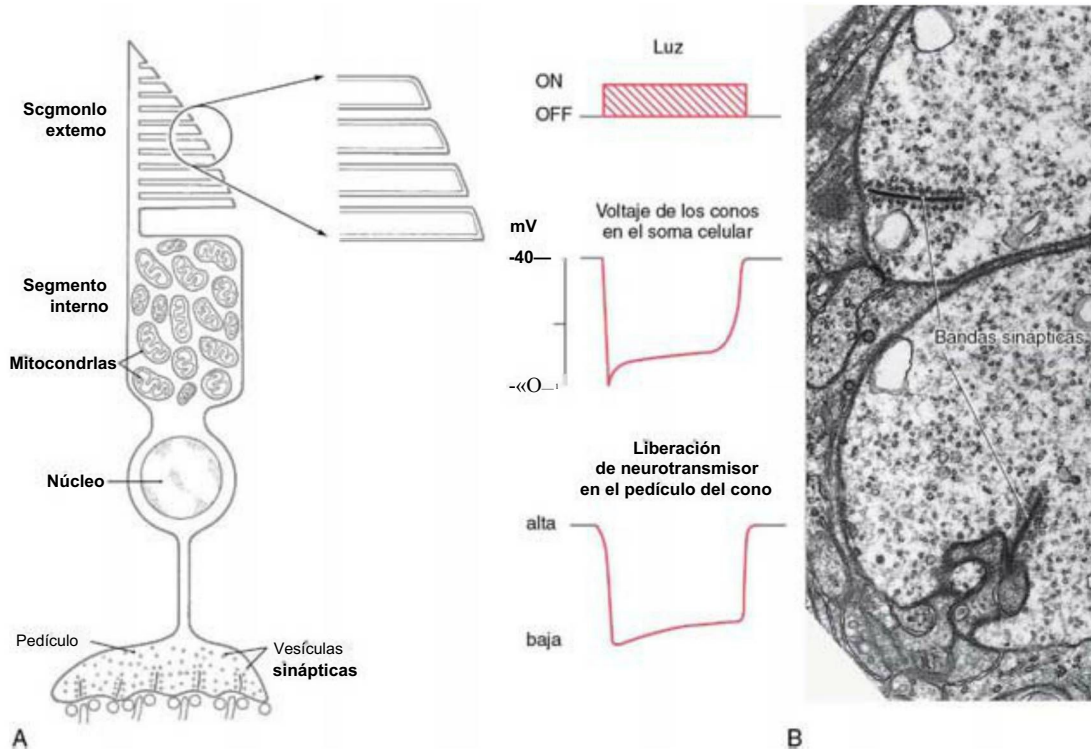 Scgmonlo
extemo
Segmento
interno
Mitocondrlas
Núcleo
Pedículo
Vesículas
sinápticas
A
Luz
ON
OFF
Voltaje de los conos
en el soma celular
mV
-40—
-«O—ı
Liberación
de neurotransmisor
en el pedículo del cono
alta
baja
Bandas sinápticas
B